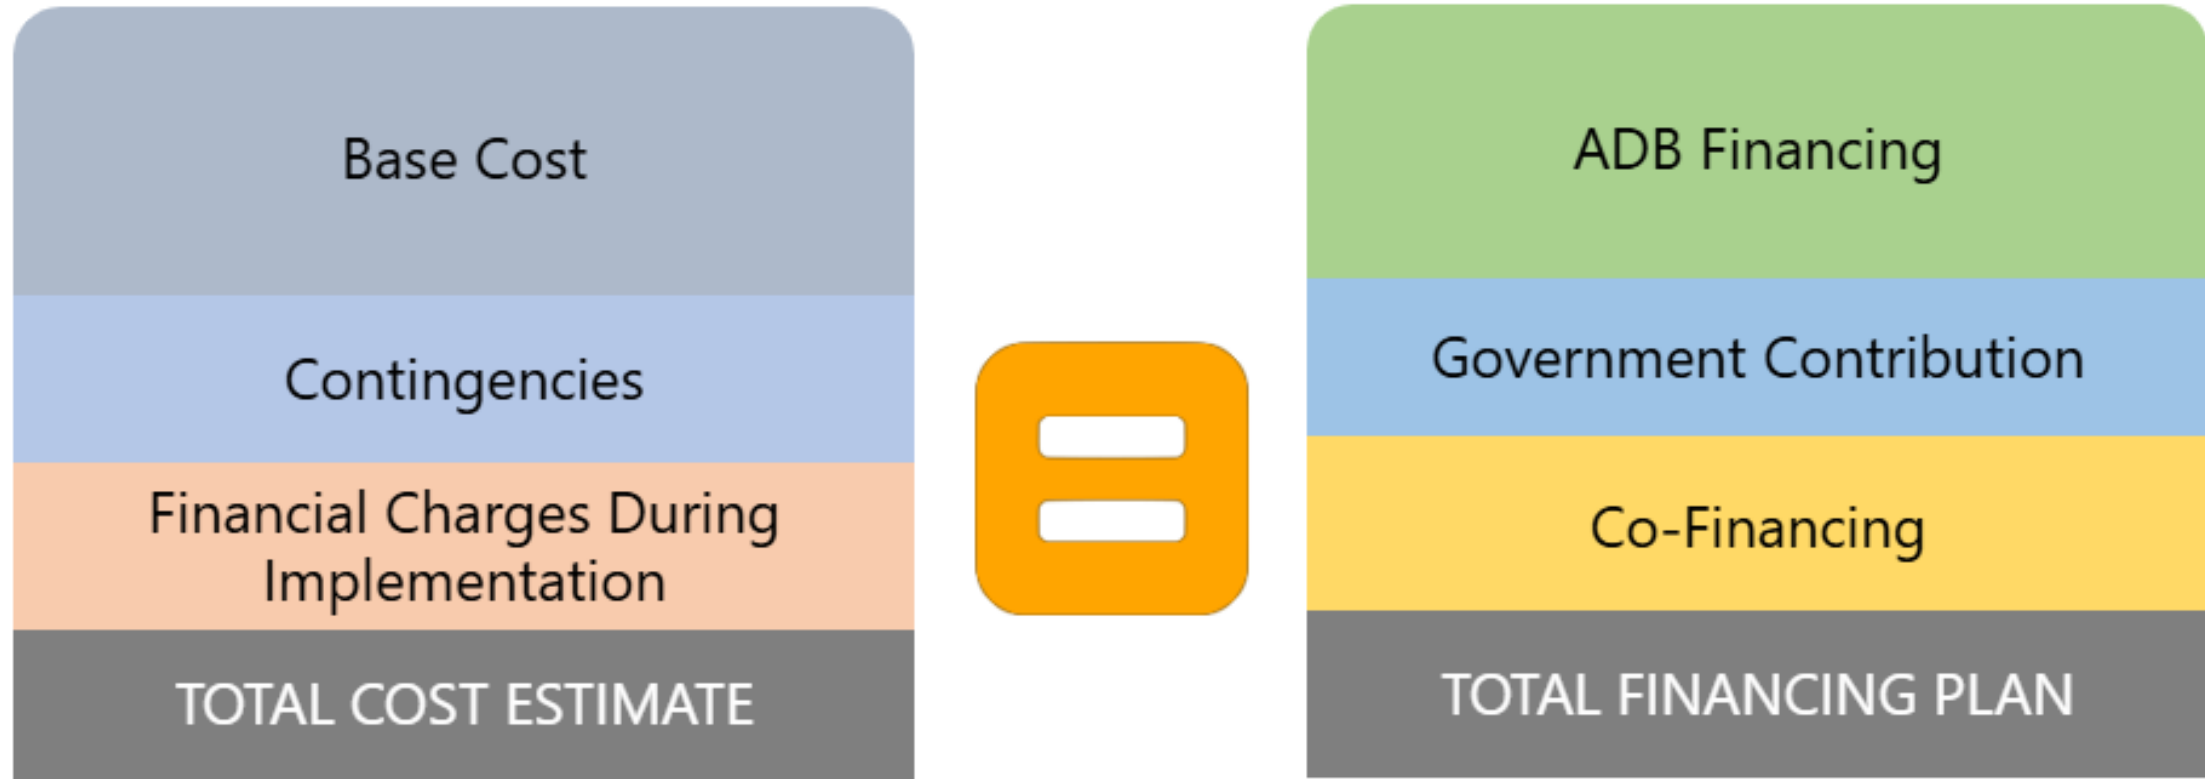 Base Cost
Contingencies
Financial Charges During
Implementation
TOTAL COST ESTIMATE
ADB Financing
Government Contribution
Co-Financing
TOTAL FINANCING PLAN